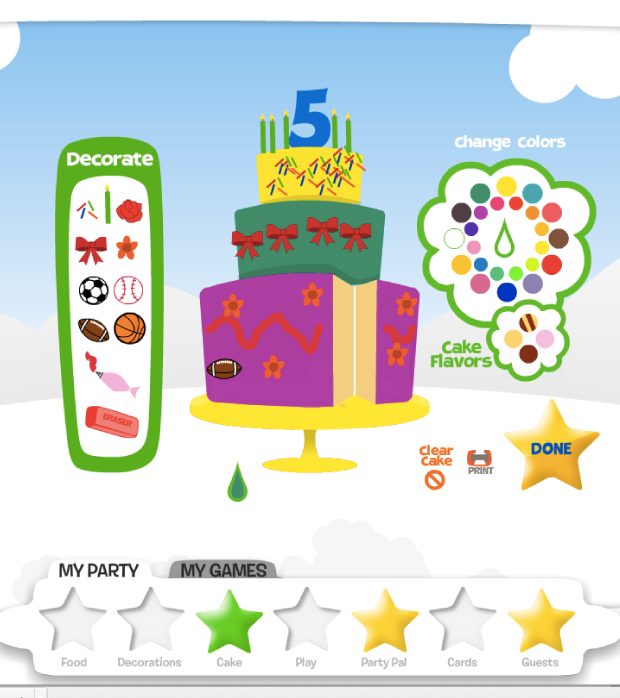 5
Decorate
Change Colors
ERASER
Cake
Flavors
Clear
Cake
PRINT
DONE
MY PARTY
MY GAMES
Food
Decorations
Cake
Play
Party Pal
Cards
Guests